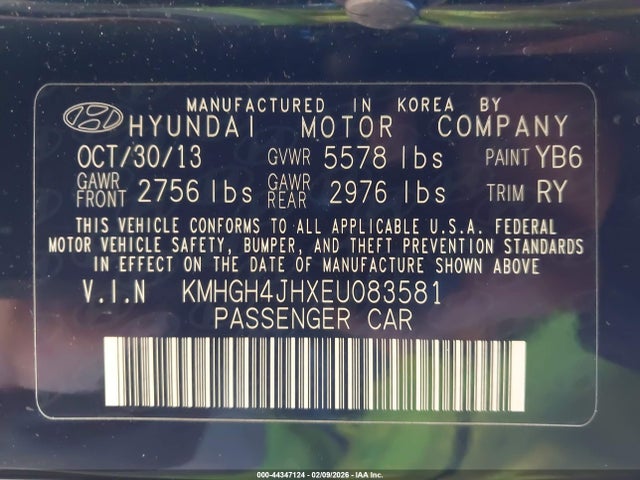 MANUFACTURED IN KOREA BY
HYUNDAI MOTOR COMPANY
OCT/30/13 GVWR 5578 lbs PAINT YB6
GAWR FRONT 2756 lbs GAWR REAR 2976 lbs TRIM RY
THIS VEHICLE CONFORMS TO ALL APPLICABLE U.S.A. FEDERAL
MOTOR VEHICLE SAFETY, BUMPER, AND THEFT PREVENTION STANDARDS
IN EFFECT ON THE DATE OF MANUFACTURE SHOWN ABOVE
V.I.N KMHGH4JHXEU083581
PASSENGER CAR
000-44347124 - 02/09/2026 - IAA Inc.